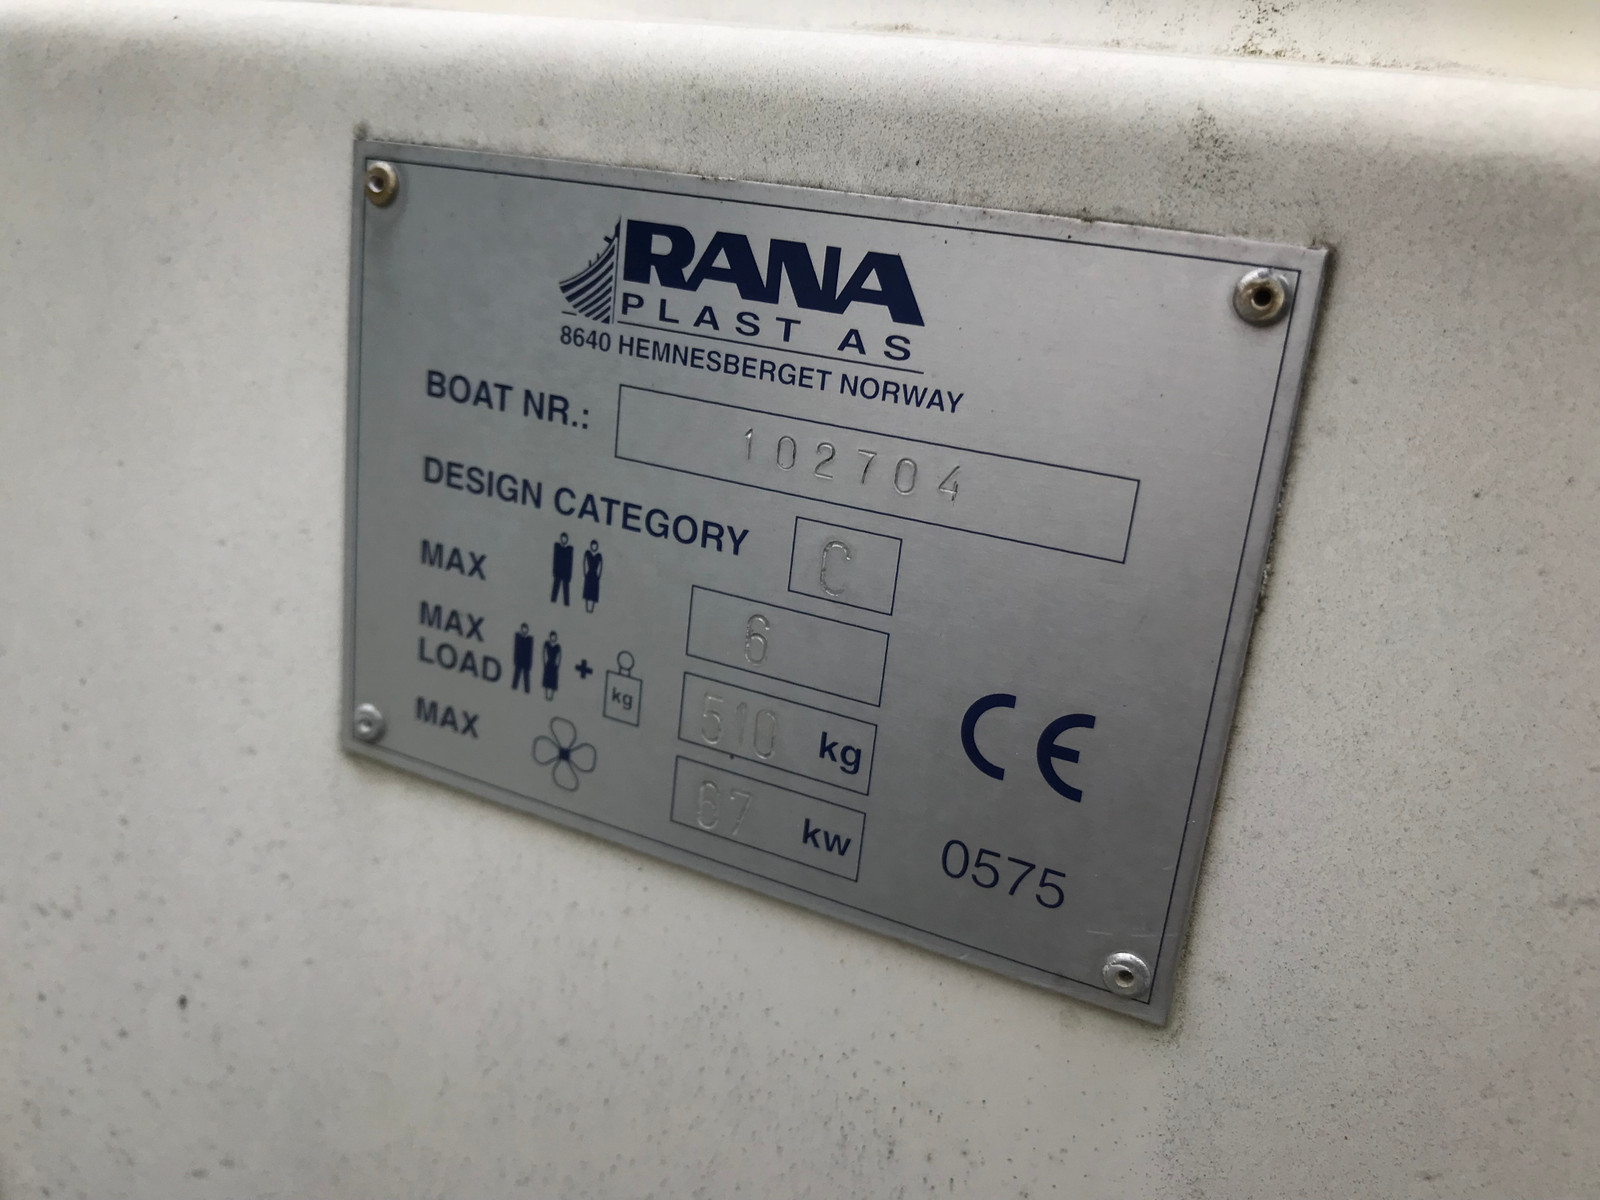 RANA
PLAST AS
8640 HEMNESBERGET NORWAY
BOAT NR.: 102704
DESIGN CATEGORY C
MAX 6
MAX
LOAD + kg 510 kg
MAX 67 kw
CE
0575